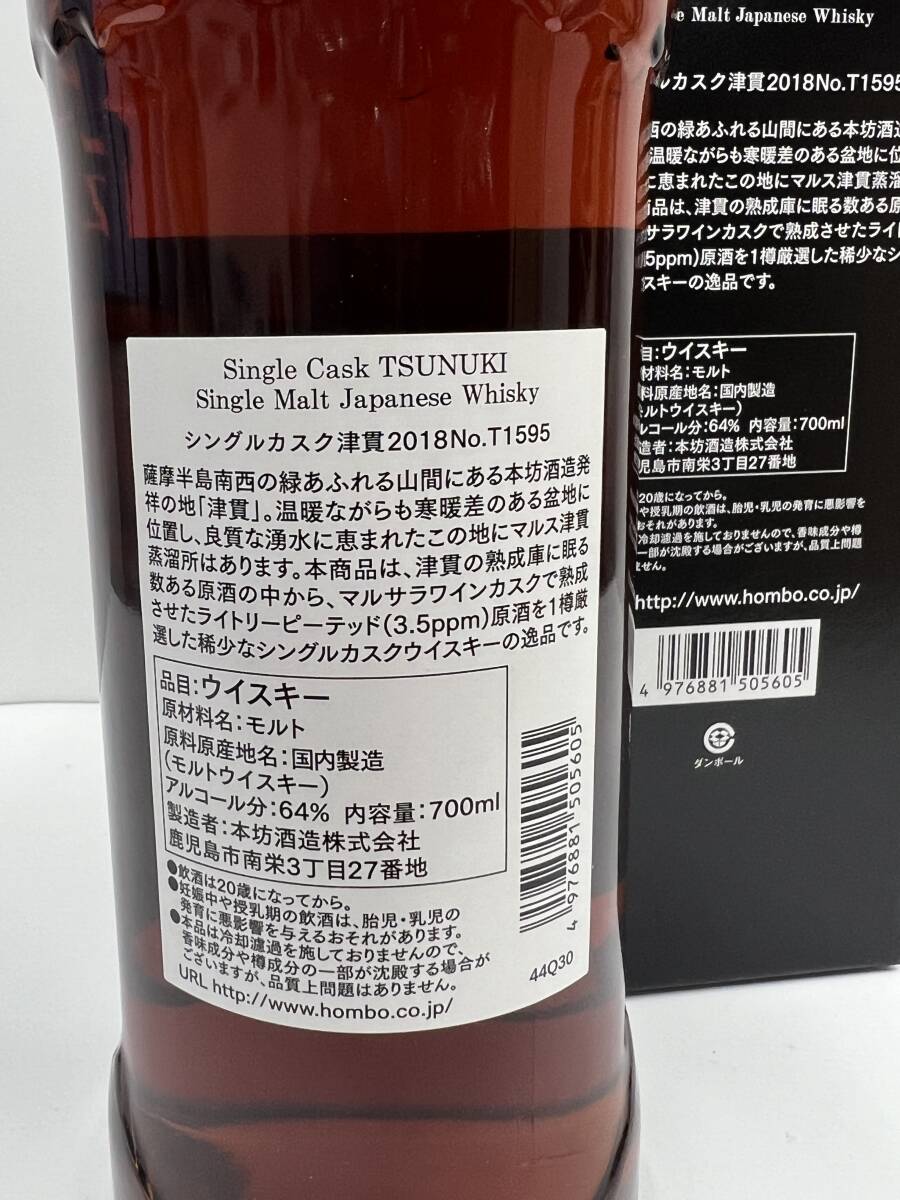 Single Cask TSUNUKI
Single Malt Japanese Whisky
シングルカスク津貫2018No.T1595
薩摩半島南西の緑あふれる山間にある本坊酒造発
祥の地「津貫」。温暖ながらも寒暖差のある盆地に
位置し、良質な湧水に恵まれたこの地にマルス津貫
蒸溜所はあります。本商品は、津貫の熟成庫に眠る
数ある原酒の中から、マルサラワインカスクで熟成
させたライトリーピーテッド(3.5ppm)原酒を1樽厳
選した稀少なシングルカスクウイスキーの逸品です。
品目:ウイスキー
原材料名:モルト
原料原産地名:国内製造
(モルトウイスキー)
アルコール分:64% 内容量:700ml
製造者:本坊酒造株式会社
鹿児島市南栄3丁目27番地
●飲酒は20歳になってから。
●妊娠中や授乳期の飲酒は、胎児・乳児の
発育に悪影響を与えるおそれがあります。
●本品は冷却濾過を施しておりませんので、
香味成分や樽成分の一部が沈殿する場合が
ございますが、品質上問題はありません。
URL http://www.hombo.co.jp/
4 976881 505605
44Q30
e Malt Japanese Whisky
ルカスク津貫2018No.T1595
西の緑あふれる山間にある本坊酒造
温暖ながらも寒暖差のある盆地に位
に恵まれたこの地にマルス津貫蒸溜
品は、津貫の熟成庫に眠る数ある原
サラワインカスクで熟成させたライト
5ppm)原酒を1樽厳選した稀少なシ
スキーの逸品です。
目:ウイスキー
材料名:モルト
料原産地名:国内製造
モルトウイスキー)
ルコール分:64% 内容量:700ml
造者:本坊酒造株式会社
児島市南栄3丁目27番地
20歳になってから。
や授乳期の飲酒は、胎児・乳児の発育に悪影響を
おそれがあります。
冷却濾過を施しておりませんので、香味成分や樽
一部が沈殿する場合がございますが、品質上問題
ません。
http://www.hombo.co.jp/
4 976881 505605
ダンボール